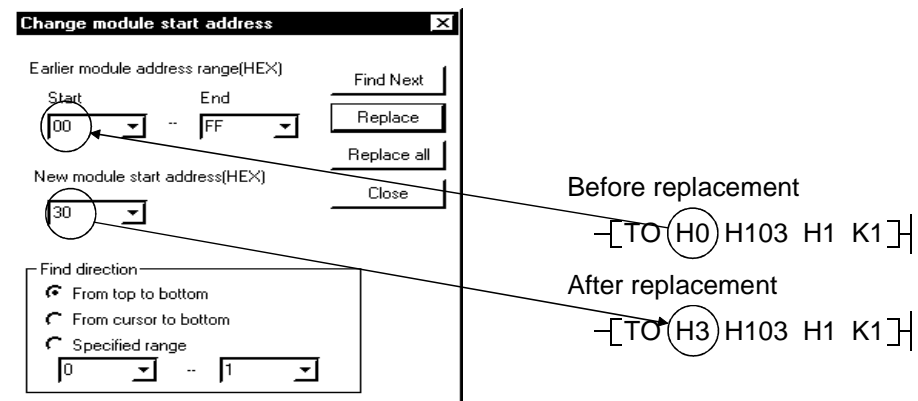 Change module start address
Earlier module address range(HEX)
Start End
00 -- FF
New module start address(HEX)
30
Find Next
Replace
Replace all
Close
Find direction
From top to bottom
From cursor to bottom
Specified range
0 -- 1
Before replacement
TO H0 H103 H1 K1
After replacement
TO H3 H103 H1 K1